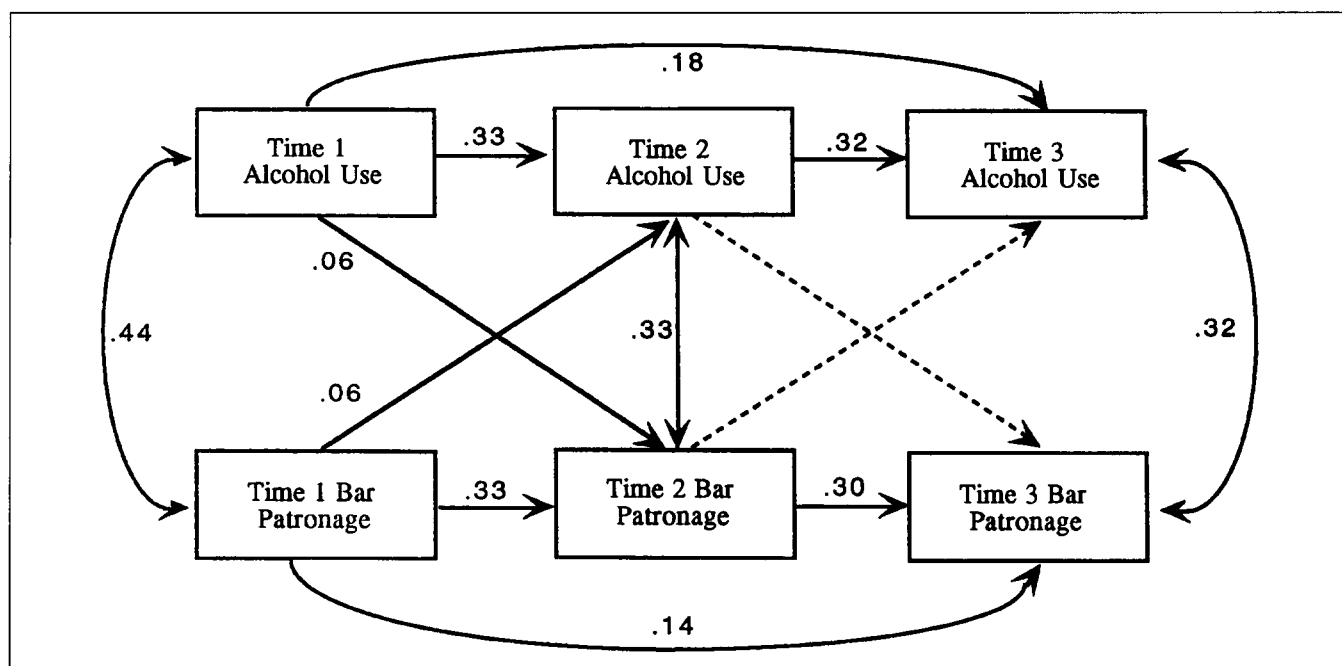 .18
Time 1
Alcohol Use
.33
Time 2
Alcohol Use
.32
Time 3
Alcohol Use
.06
.44
.33
.32
.06
Time 1 Bar
Patronage
.33
Time 2 Bar
Patronage
.30
Time 3 Bar
Patronage
.14